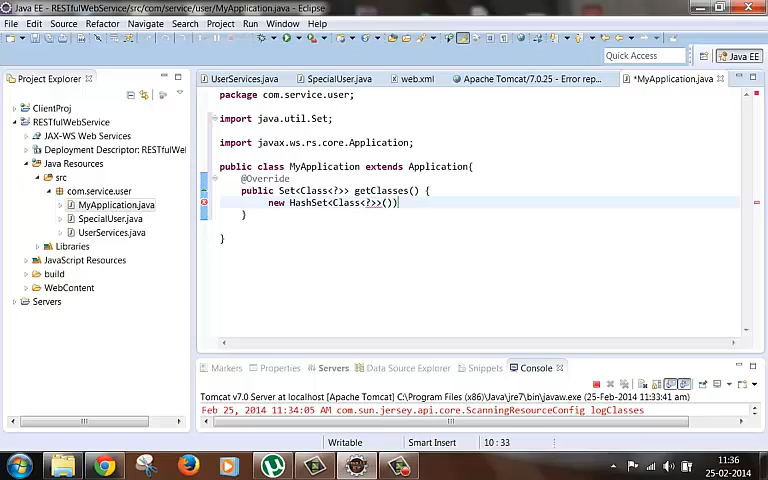 Java EE - RESTfulWebService/src/com/service/user/MyApplication.java - Eclipse
File Edit Source Refactor Navigate Search Project Run Window Help
Quick Access
Java EE
Project Explorer
UserServices.java
SpecialUser.java
web.xml
Apache Tomcat/7.0.25 - Error rep...
*MyApplication.java
ClientProj
RESTfulWebService
JAX-WS Web Services
Deployment Descriptor: RESTfulWel
Java Resources
src
com.service.user
MyApplication.java
SpecialUser.java
UserServices.java
Libraries
JavaScript Resources
build
WebContent
Servers
package com.service.user;
import java.util.Set;
import javax.ws.rs.core.Application;
public class MyApplication extends Application{
@Override
public Set<Class<?>> getClasses() {
new HashSet<Class<?>>())
}
}
Markers Properties Servers Data Source Explorer Snippets Console
Tomcat v7.0 Server at localhost [Apache Tomcat] C:\Program Files (x86)\Java\jre7\bin\javaw.exe (25-Feb-2014 11:33:41 am)
Feb 25, 2014 11:34:05 AM com.sun.jersey.api.core.ScanningResourceConfig logClasses
Writable Smart Insert 10 : 33
11:36
25-02-2014